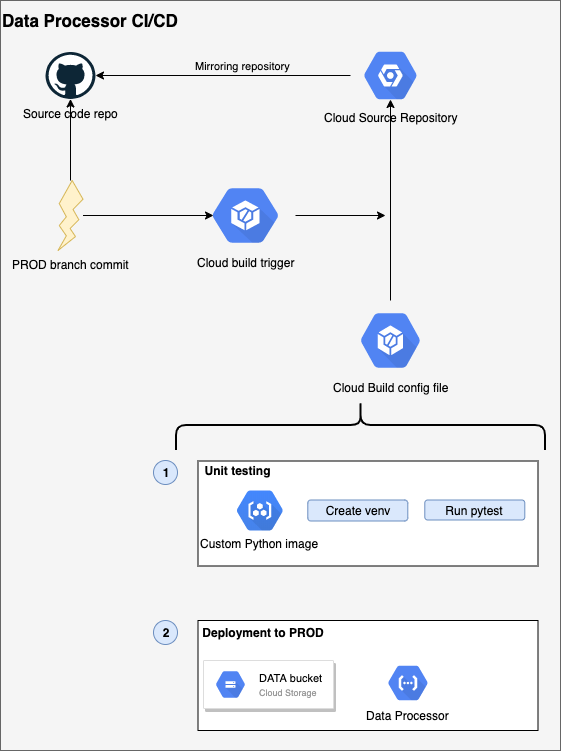 Data Processor CI/CD
Mirroring repository
Source code repo
Cloud Source Repository
PROD branch commit
Cloud build trigger
Cloud Build config file
1
Unit testing
Create venv
Run pytest
Custom Python image
2
Deployment to PROD
DATA bucket
Cloud Storage
Data Processor